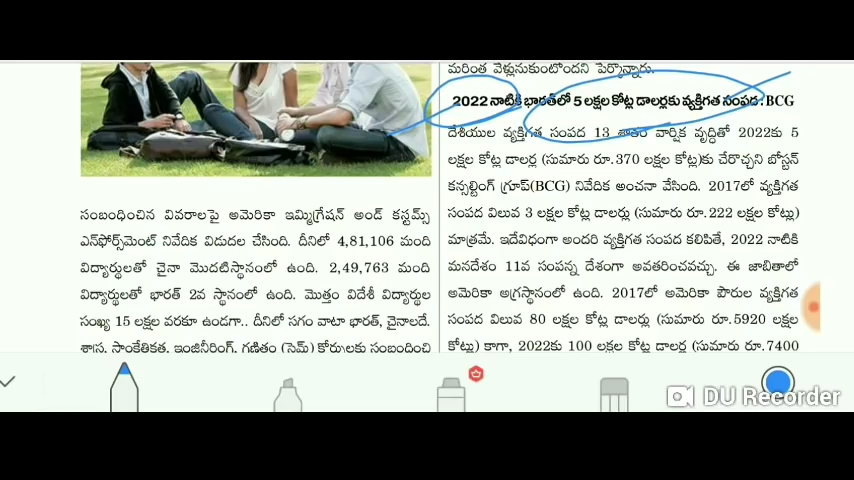 సంబంధించిన వివరాలపై అమెరికా ఇమ్మిగ్రేషన్ అండ్ కస్టమ్స్
ఎన్‌ఫోర్స్‌మెంట్ నివేదిక విడుదల చేసింది. దీనిలో 4,81,106 మంది
విద్యార్థులతో చైనా మొదటిస్థానంలో ఉంది. 2,49,763 మంది
విద్యార్థులతో భారత్ 2వ స్థానంలో ఉంది. మొత్తం విదేశీ విద్యార్థుల
సంఖ్య 15 లక్షల వరకూ ఉండగా.. దీనిలో సగం వాటా భారత్, చైనాలదే.
శాస్త్ర, సాంకేతికత, ఇంజినీరింగ్, గణితం (స్టెమ్) కోర్సులకు సంబంధించి
మరింత వెళ్లునుకుంటోందని పేర్కొన్నారు.
2022 నాటికి భారత్‌లో 5 లక్షల కోట్ల డాలర్లకు వ్యక్తిగత సంపద : BCG
దేశీయుల వ్యక్తిగత సంపద 13 శాతం వార్షిక వృద్ధితో 2022కు 5
లక్షల కోట్ల డాలర్ల (సుమారు రూ.370 లక్షల కోట్ల)కు చేరొచ్చని బోస్టన్
కన్సల్టింగ్ గ్రూప్(BCG) నివేదిక అంచనా వేసింది. 2017లో వ్యక్తిగత
సంపద విలువ 3 లక్షల కోట్ల డాలర్లు (సుమారు రూ.222 లక్షల కోట్లు)
మాత్రమే. ఇదేవిధంగా అందరి వ్యక్తిగత సంపద కలిపితే, 2022 నాటికి
మనదేశం 11వ సంపన్న దేశంగా అవతరించవచ్చు. ఈ జాబితాలో
అమెరికా అగ్రస్థానంలో ఉంది. 2017లో అమెరికా పౌరుల వ్యక్తిగత
సంపద విలువ 80 లక్షల కోట్ల డాలర్లు (సుమారు రూ.5920 లక్షల
కోట్లు) కాగా, 2022కు 100 లక్షల కోట్ల డాలర్ల (సుమారు రూ.7400
DU Recorder